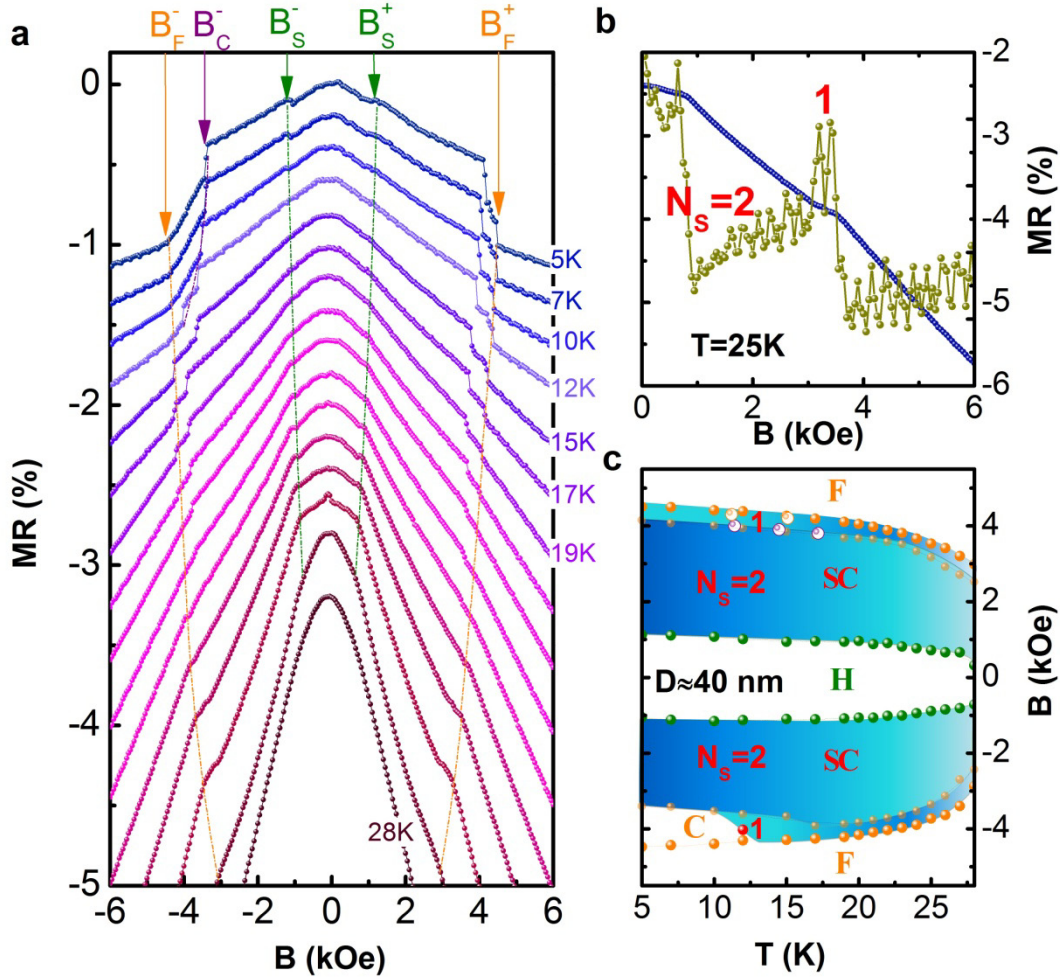 a
B_F^-
B_C^-
B_S^-
B_S^+
B_F^+
0
-1
-2
-3
-4
-5
MR (%)
5K
7K
10K
12K
15K
17K
19K
28K
-6 -4 -2 0 2 4 6
B (kOe)
b
1
N_S=2
T=25K
-2
-3
-4
-5
-6
MR (%)
0 2 4 6
B (kOe)
c
F
1
N_S=2 SC
D≈40 nm H
N_S=2 SC
C 1
F
4
2
0
-2
-4
B (kOe)
5 10 15 20 25
T (K)